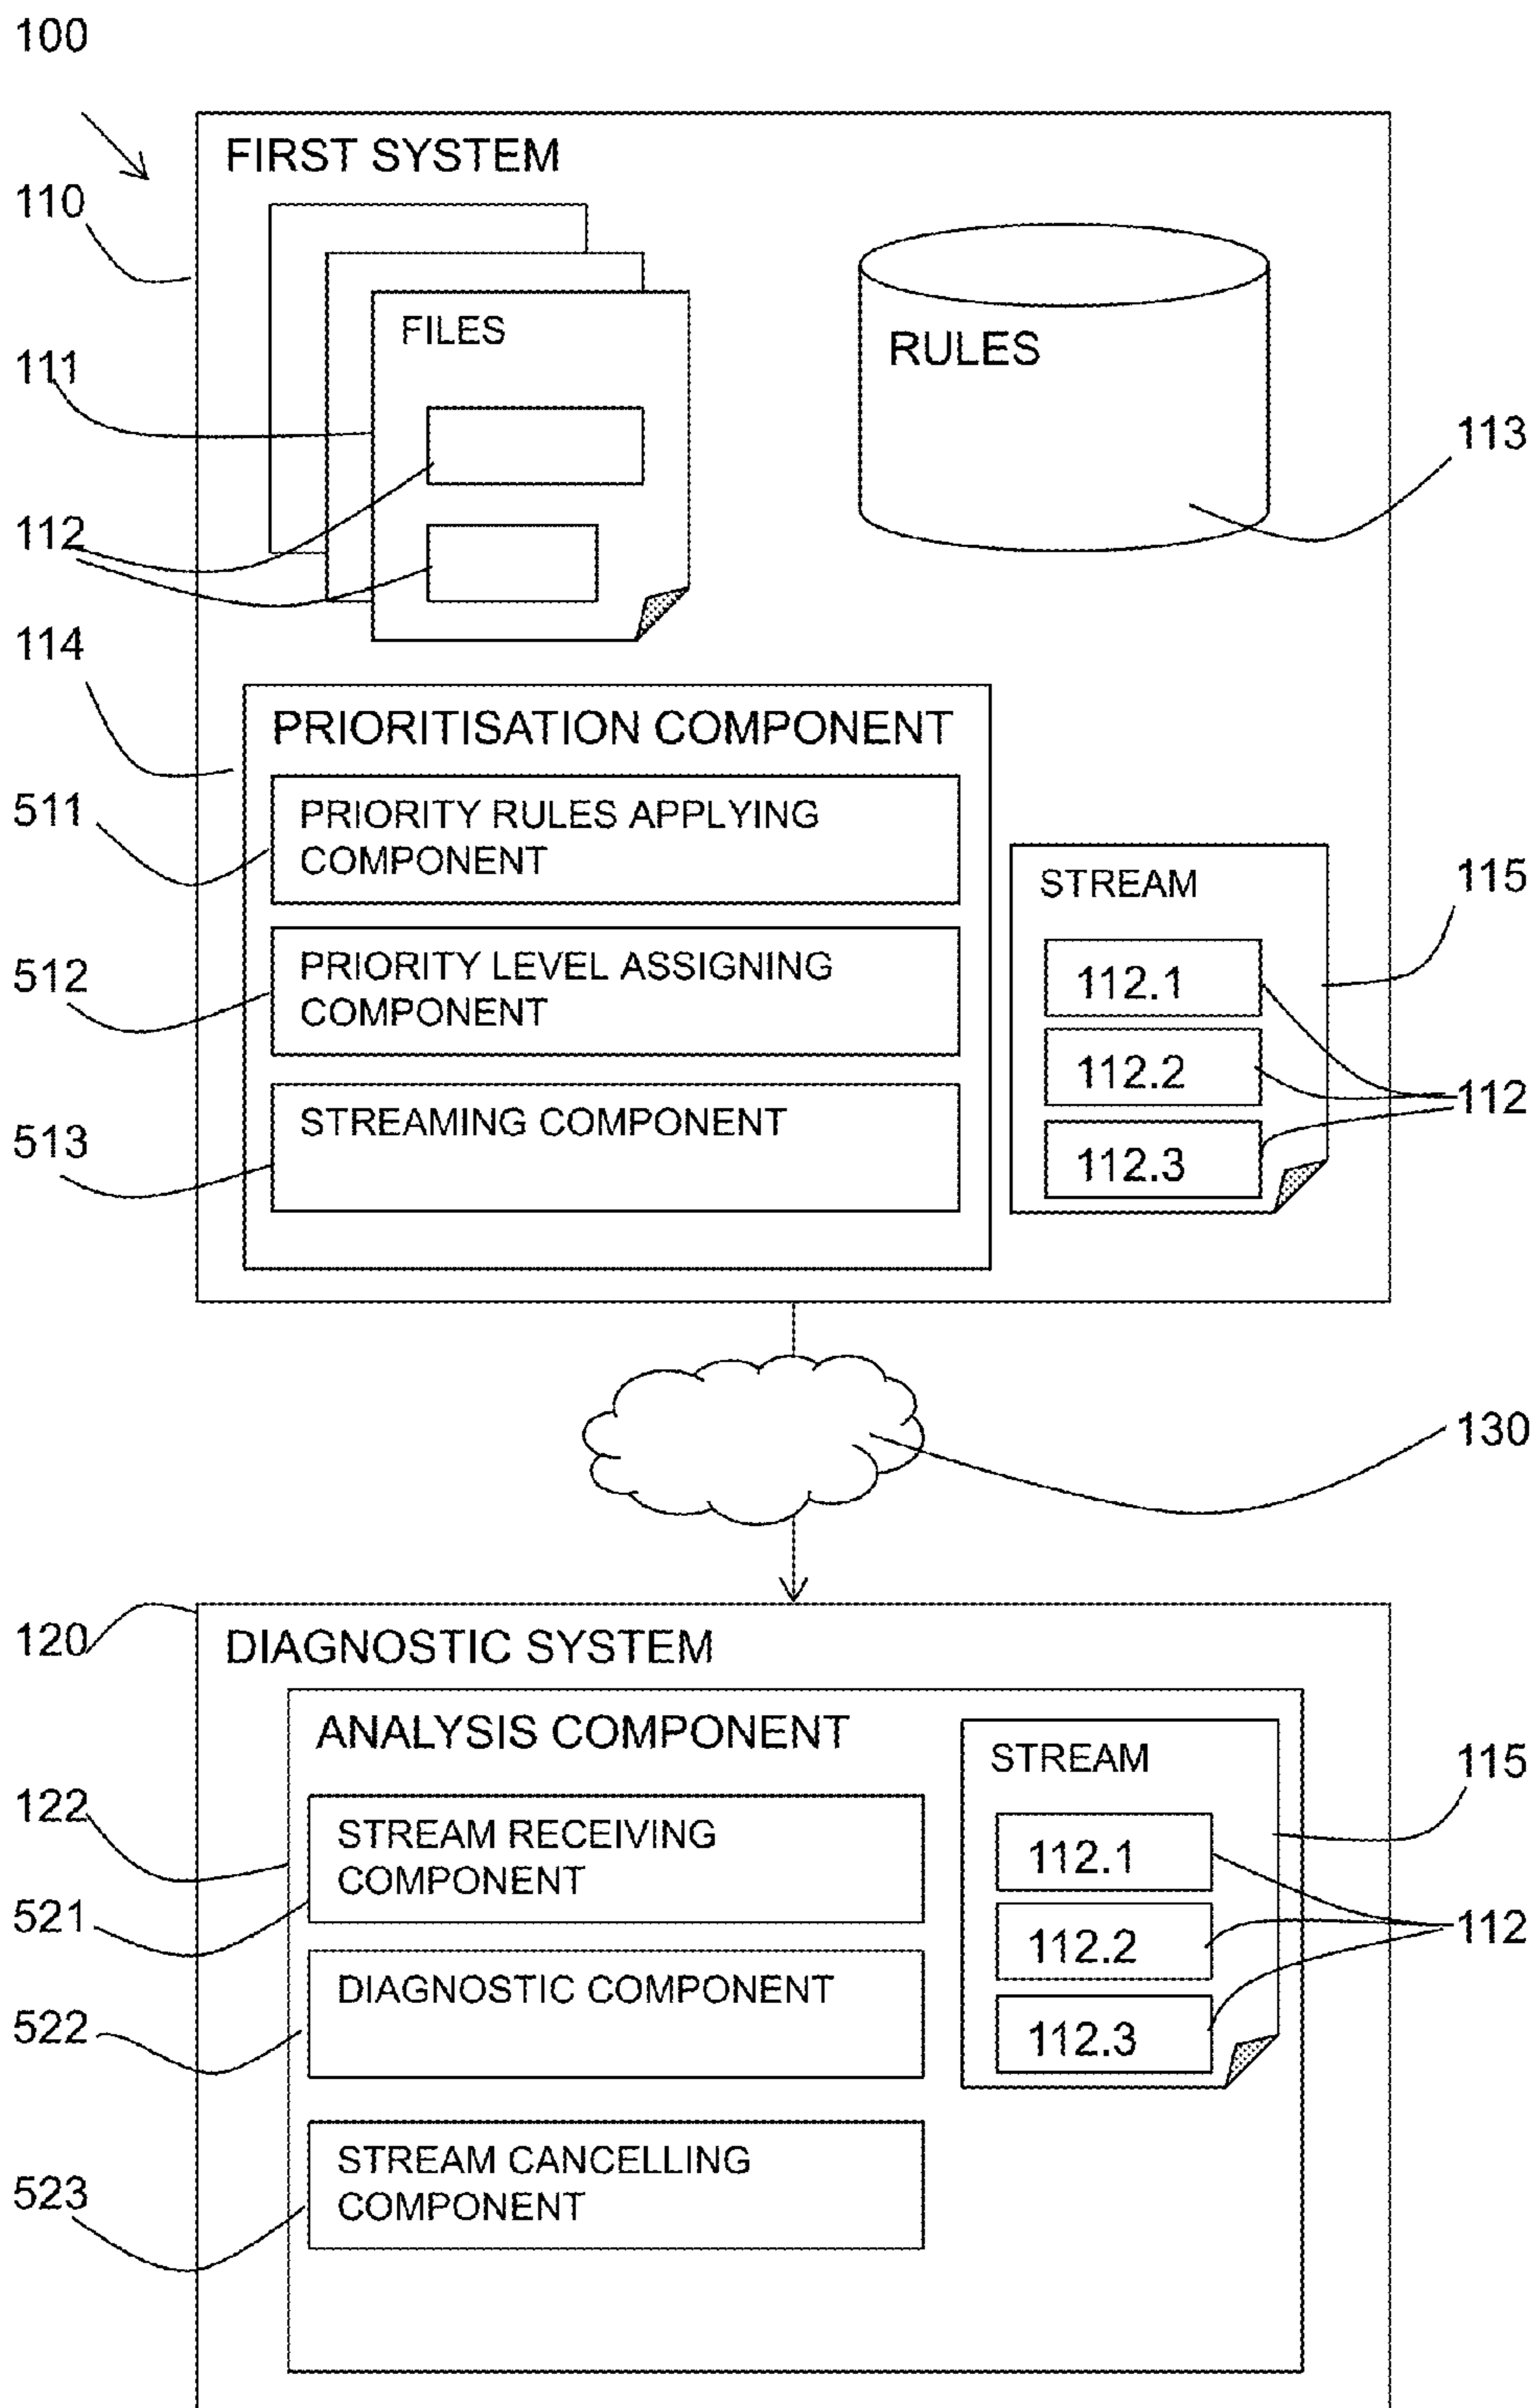 100
FIRST SYSTEM
110
FILES
RULES
111
113
112
114
PRIORITISATION COMPONENT
511
PRIORITY RULES APPLYING
COMPONENT
STREAM
115
512
PRIORITY LEVEL ASSIGNING
COMPONENT
112.1
112.2
112
513
STREAMING COMPONENT
112.3
130
120
DIAGNOSTIC SYSTEM
ANALYSIS COMPONENT
STREAM
115
122
STREAM RECEIVING
COMPONENT
112.1
521
112.2
112
522
DIAGNOSTIC COMPONENT
112.3
523
STREAM CANCELLING
COMPONENT